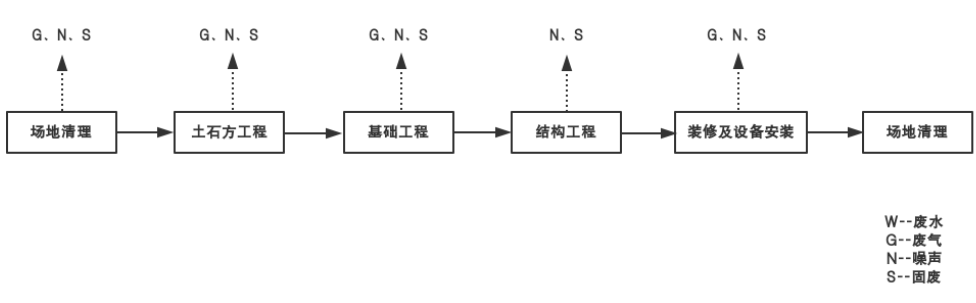 G、N、S
G、N、S
G、N、S
N、S
G、N、S
场地清理
土石方工程
基础工程
结构工程
装修及设备安装
场地清理
W--废水
G--废气
N--噪声
S--固废